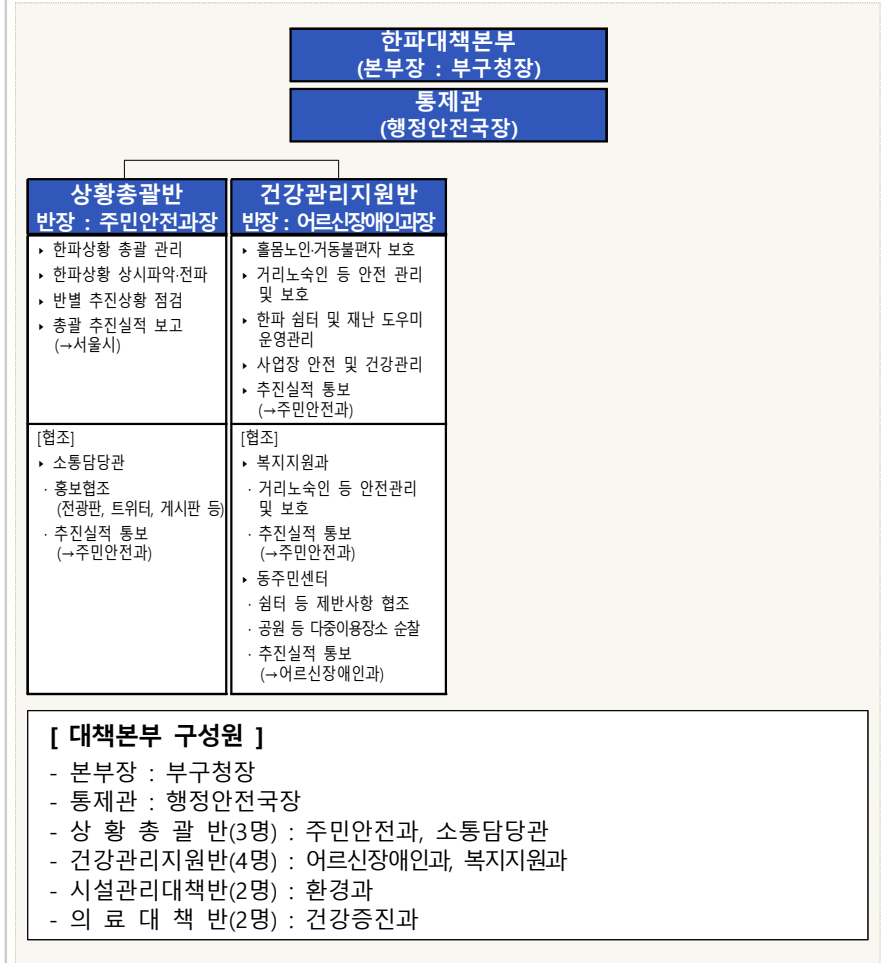 한파대책본부
(본부장 : 부구청장)
통제관
(행정안전국장)
상황총괄반
반장 : 주민안전과장
▸ 한파상황 총괄 관리
▸ 한파상황 상시파악·전파
▸ 반별 추진상황 점검
▸ 총괄 추진실적 보고
(→서울시)
[협조]
▸ 소통담당관
· 홍보협조
(전광판, 트위터, 게시판 등)
· 추진실적 통보
(→주민안전과)
건강관리지원반
반장 : 어르신장애인과장
▸ 홀몸노인·거동불편자 보호
▸ 거리노숙인 등 안전 관리
및 보호
▸ 한파 쉼터 및 재난 도우미
운영관리
▸ 사업장 안전 및 건강관리
▸ 추진실적 통보
(→주민안전과)
[협조]
▸ 복지지원과
· 거리노숙인 등 안전관리
및 보호
· 추진실적 통보
(→주민안전과)
▸ 동주민센터
· 쉼터 등 제반사항 협조
· 공원 등 다중이용장소 순찰
· 추진실적 통보
(→어르신장애인과)
[ 대책본부 구성원 ]
- 본부장 : 부구청장
- 통제관 : 행정안전국장
- 상 황 총 괄 반(3명) : 주민안전과, 소통담당관
- 건강관리지원반(4명) : 어르신장애인과, 복지지원과
- 시설관리대책반(2명) : 환경과
- 의 료 대 책 반(2명) : 건강증진과